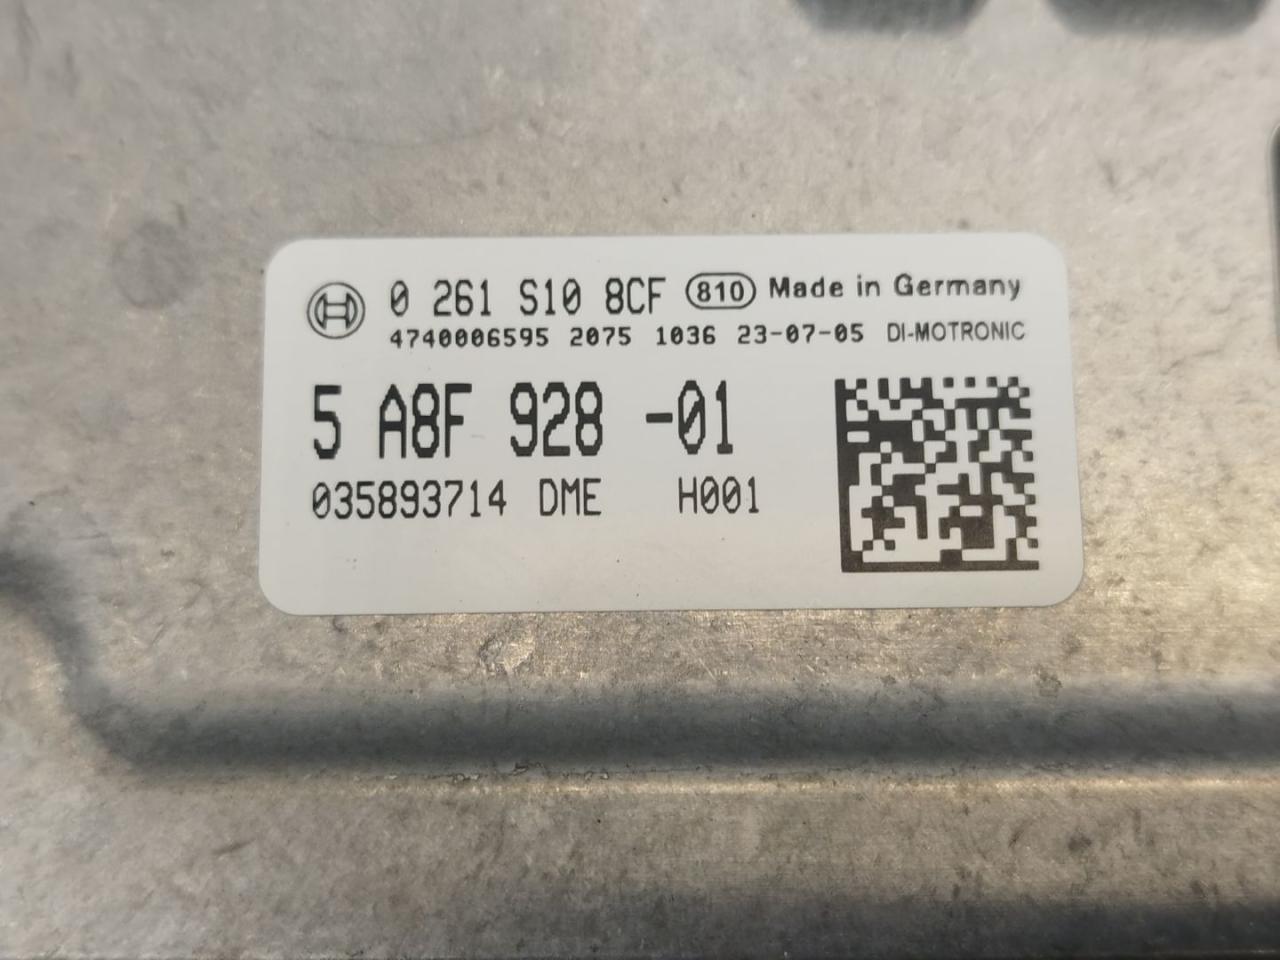 0 261 S10 8CF 810 Made in Germany
4740006595 2075 1036 23-07-05 DI-MOTRONIC
5 A8F 928 -01
035893714 DME H001